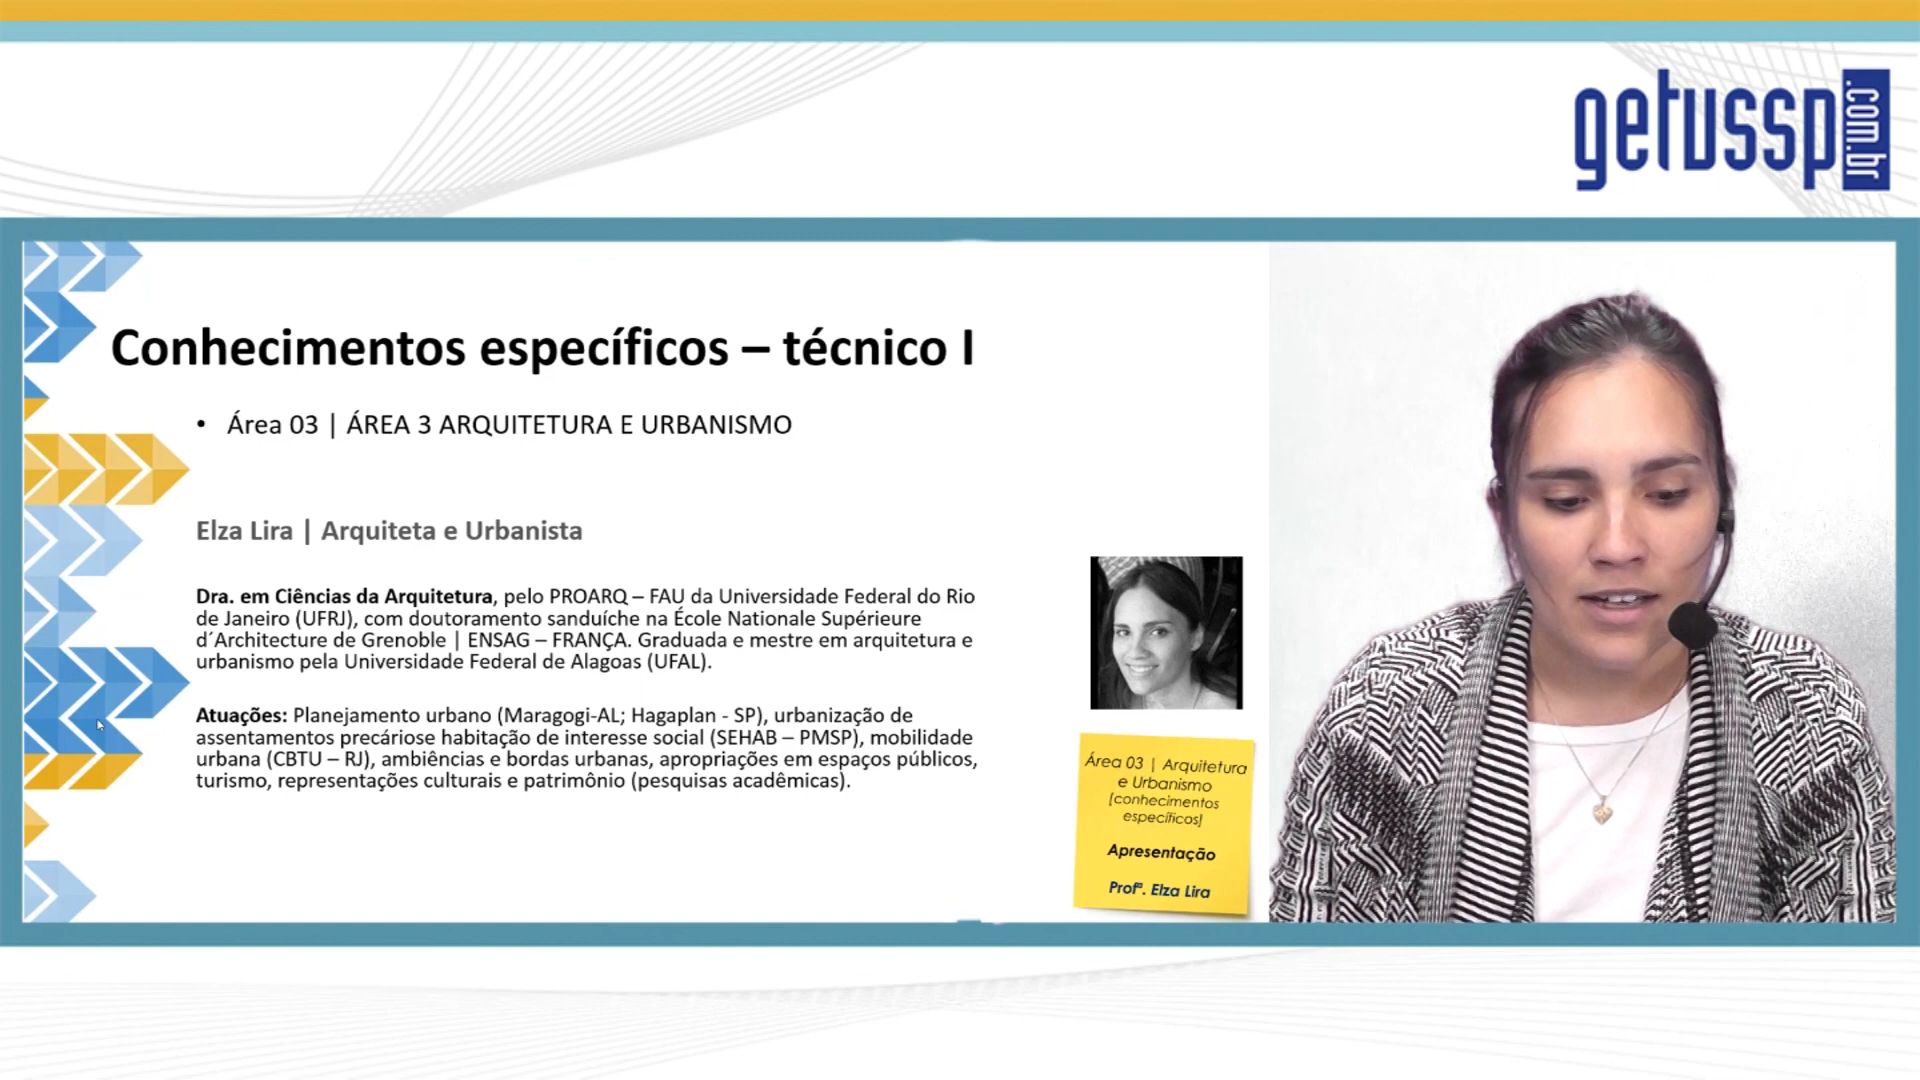 getussp.com.br
Conhecimentos específicos – técnico I
• Área 03 | ÁREA 3 ARQUITETURA E URBANISMO
Elza Lira | Arquiteta e Urbanista
Dra. em Ciências da Arquitetura, pelo PROARQ – FAU da Universidade Federal do Rio
de Janeiro (UFRJ), com doutoramento sanduíche na École Nationale Supérieure
d´Architecture de Grenoble | ENSAG – FRANÇA. Graduada e mestre em arquitetura e
urbanismo pela Universidade Federal de Alagoas (UFAL).
Atuações: Planejamento urbano (Maragogi-AL; Hagaplan - SP), urbanização de
assentamentos precáriose habitação de interesse social (SEHAB – PMSP), mobilidade
urbana (CBTU – RJ), ambiências e bordas urbanas, apropriações em espaços públicos,
turismo, representações culturais e patrimônio (pesquisas acadêmicas).
Área 03 | Arquitetura
e Urbanismo
[conhecimentos
específicos]
Apresentação
Profª. Elza Lira